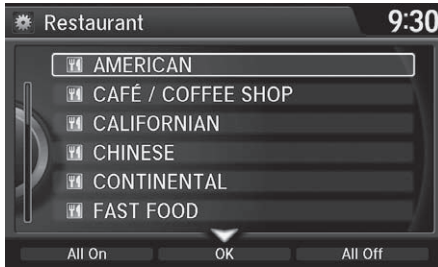 Restaurant 9:30
AMERICAN
CAFÉ / COFFEE SHOP
CALIFORNIAN
CHINESE
CONTINENTAL
FAST FOOD
All On OK All Off